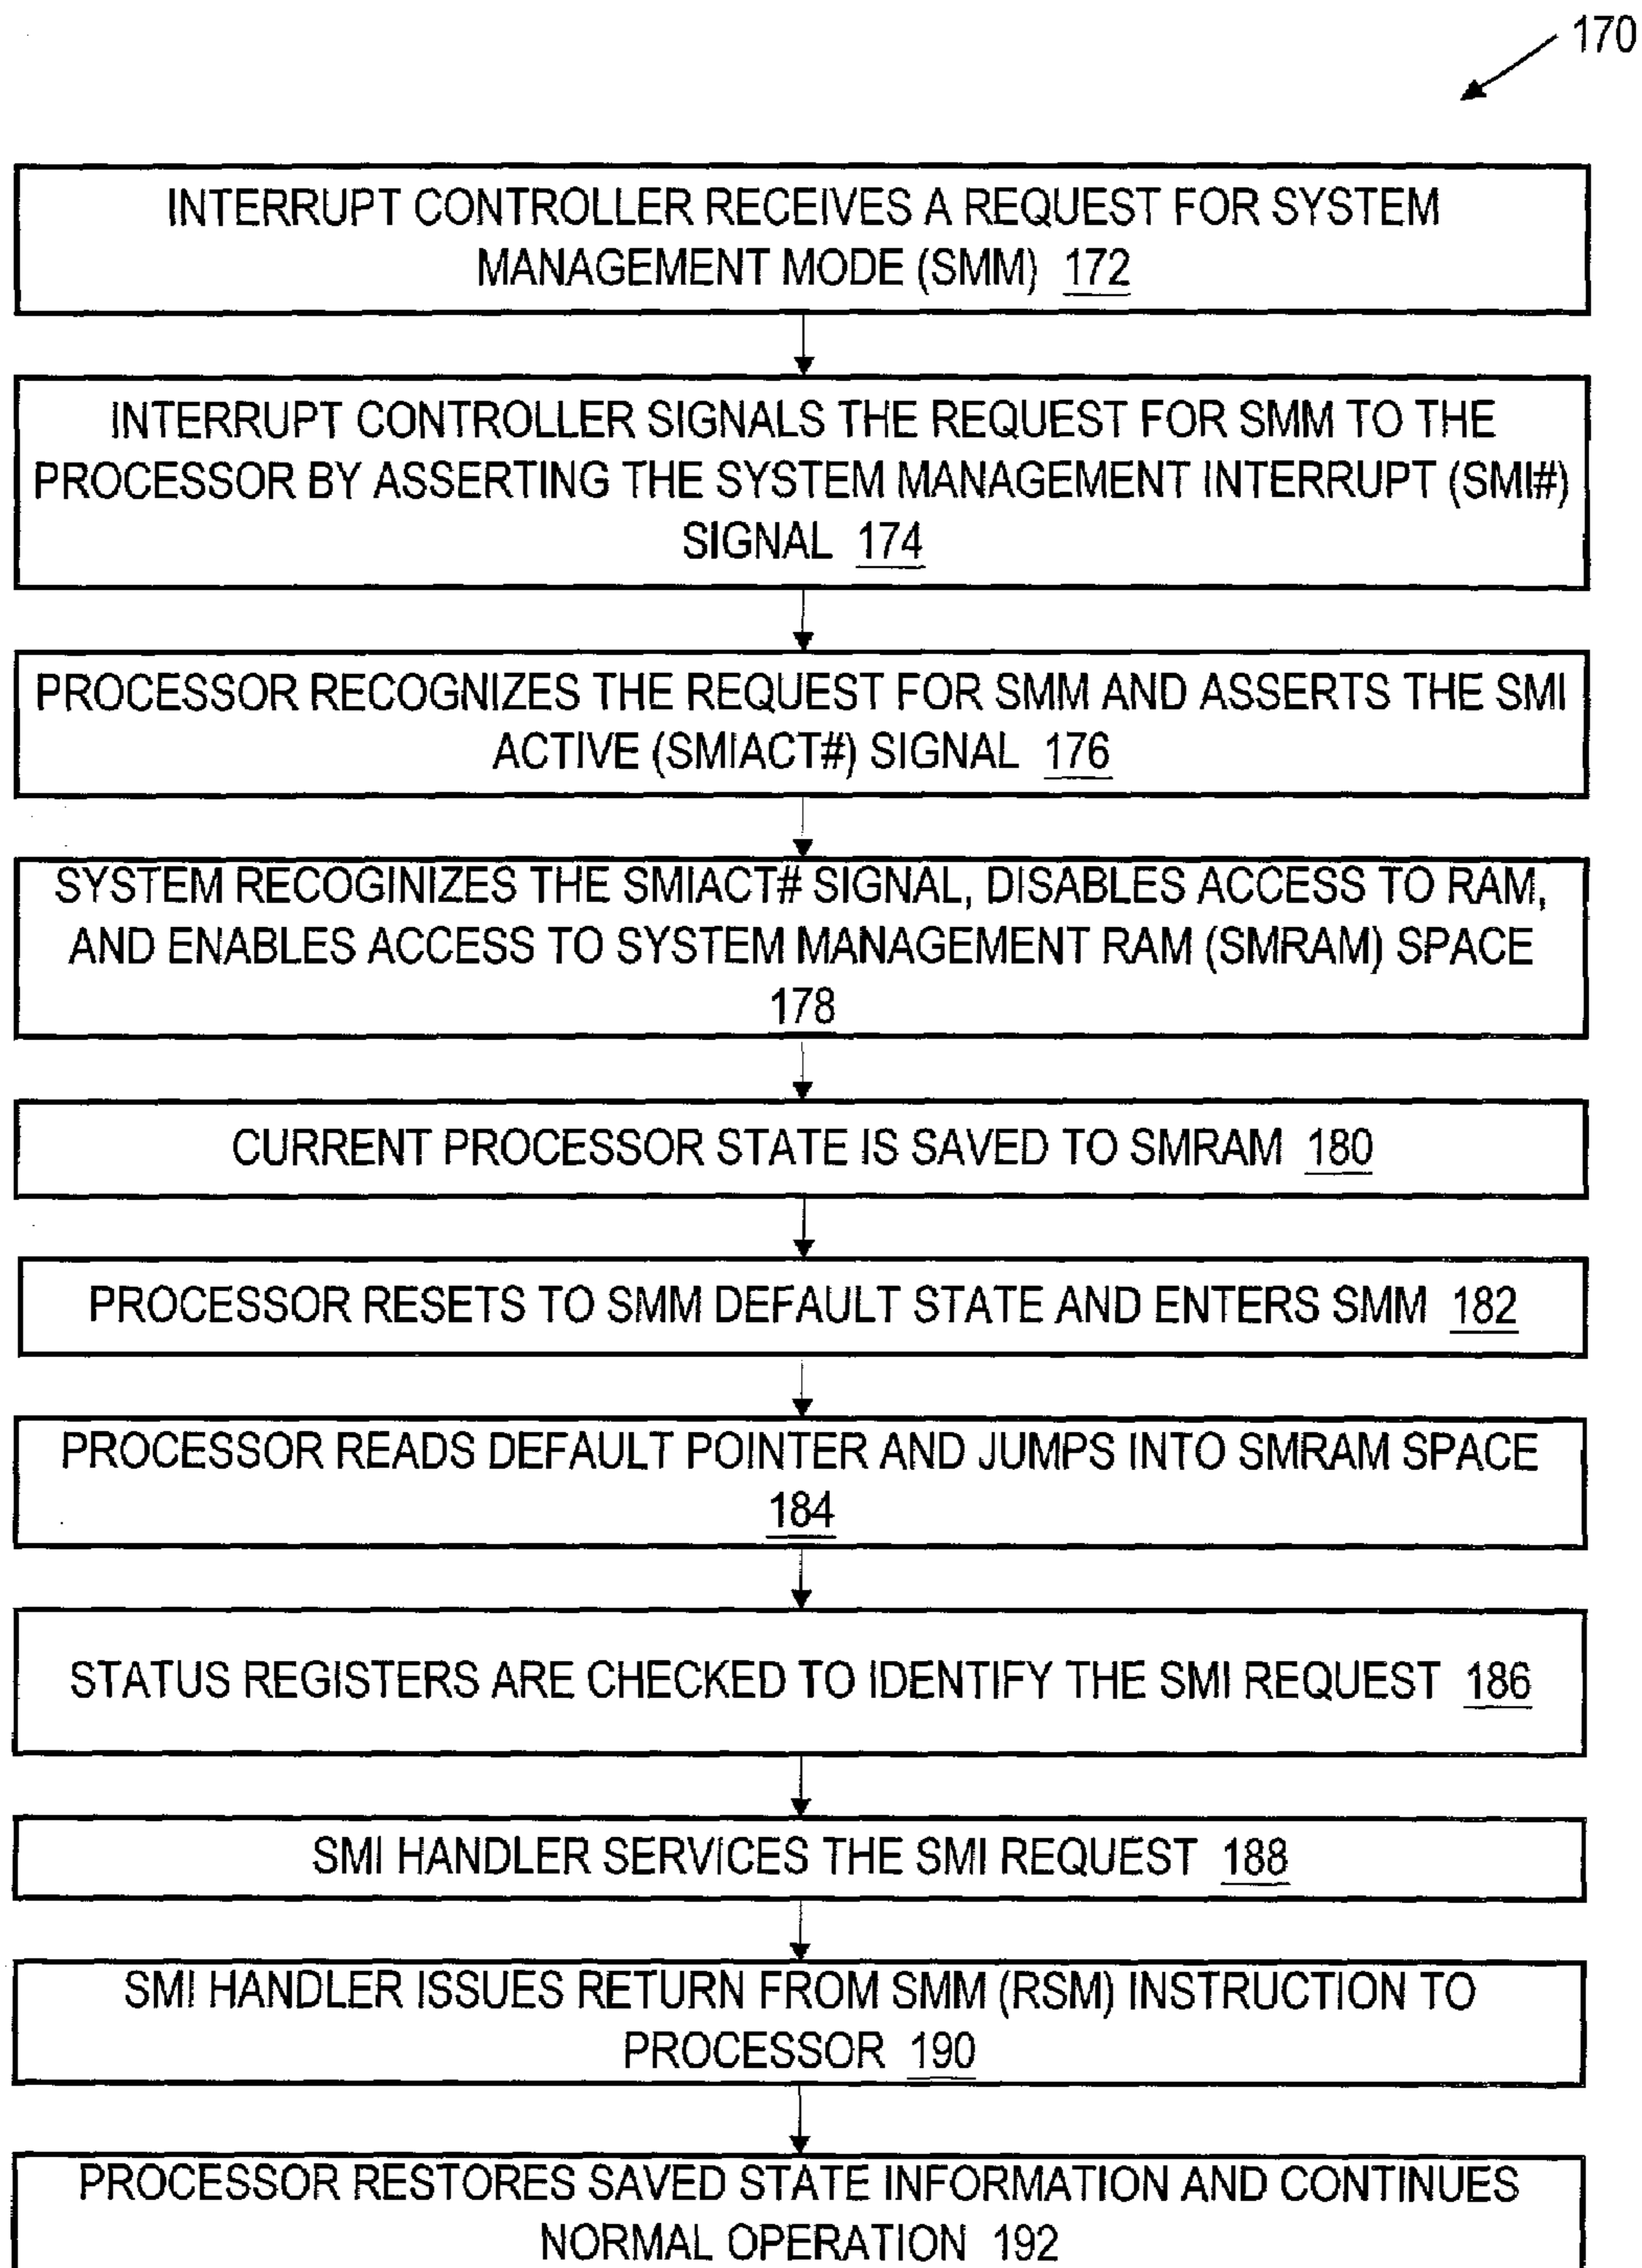 170
INTERRUPT CONTROLLER RECEIVES A REQUEST FOR SYSTEM
MANAGEMENT MODE (SMM) 172
INTERRUPT CONTROLLER SIGNALS THE REQUEST FOR SMM TO THE
PROCESSOR BY ASSERTING THE SYSTEM MANAGEMENT INTERRUPT (SMI#)
SIGNAL 174
PROCESSOR RECOGNIZES THE REQUEST FOR SMM AND ASSERTS THE SMI
ACTIVE (SMIACT#) SIGNAL 176
SYSTEM RECOGINIZES THE SMIACT# SIGNAL, DISABLES ACCESS TO RAM,
AND ENABLES ACCESS TO SYSTEM MANAGEMENT RAM (SMRAM) SPACE
178
CURRENT PROCESSOR STATE IS SAVED TO SMRAM 180
PROCESSOR RESETS TO SMM DEFAULT STATE AND ENTERS SMM 182
PROCESSOR READS DEFAULT POINTER AND JUMPS INTO SMRAM SPACE
184
STATUS REGISTERS ARE CHECKED TO IDENTIFY THE SMI REQUEST 186
SMI HANDLER SERVICES THE SMI REQUEST 188
SMI HANDLER ISSUES RETURN FROM SMM (RSM) INSTRUCTION TO
PROCESSOR 190
PROCESSOR RESTORES SAVED STATE INFORMATION AND CONTINUES
NORMAL OPERATION 192